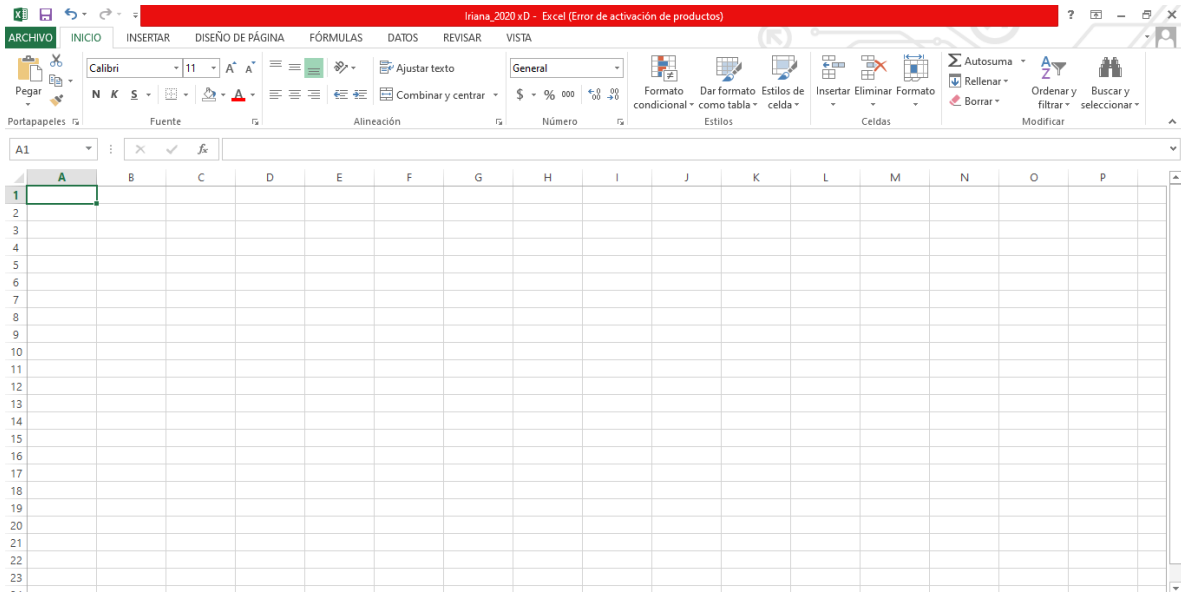 Iriana_2020 xD - Excel (Error de activación de productos)
?
ARCHIVO INICIO INSERTAR DISEÑO DE PÁGINA FÓRMULAS DATOS REVISAR VISTA
Pegar
Portapapeles
Calibri 11 A A
N K S A
Fuente
Ajustar texto
Combinar y centrar
Alineación
General
$ % 000 ,0 ,00 ,00 ,0
Número
Formato condicional
Dar formato como tabla
Estilos de celda
Estilos
Insertar Eliminar Formato
Celdas
Autosuma
Rellenar
Borrar
Ordenar y filtrar
Buscar y seleccionar
Modificar
A1 fx
A B C D E F G H I J K L M N O P
1
2
3
4
5
6
7
8
9
10
11
12
13
14
15
16
17
18
19
20
21
22
23